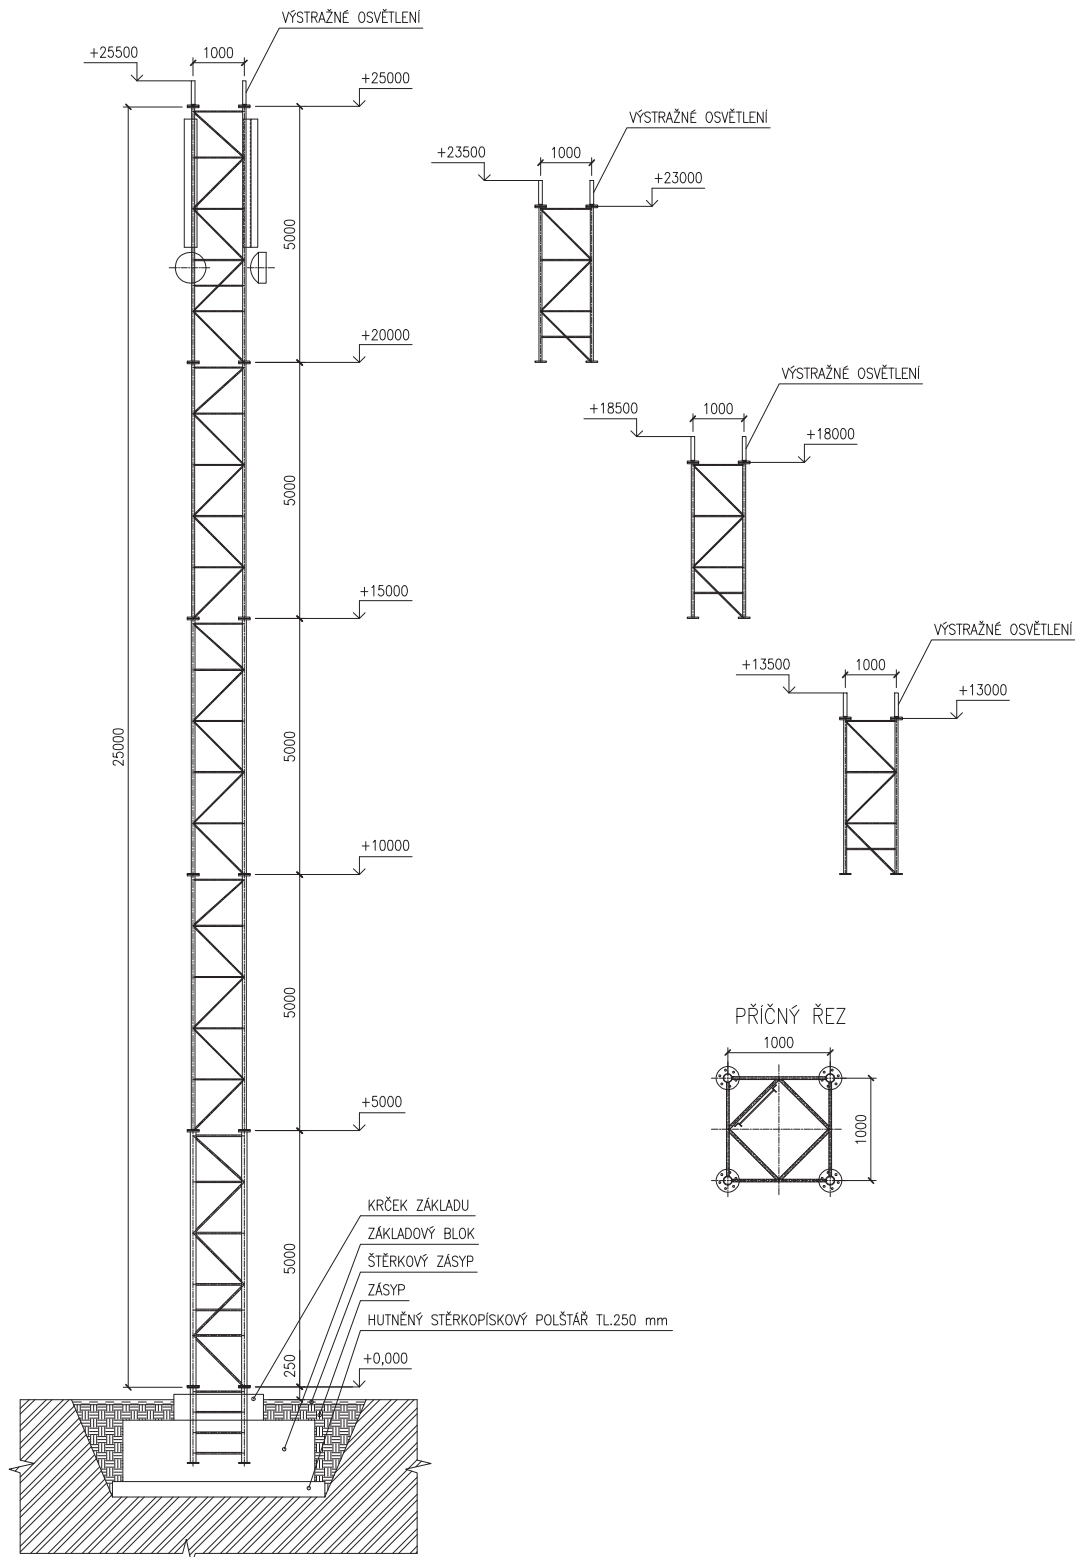 VÝSTRAŽNÉ OSVĚTLENÍ
+25500
1000
+25000
VÝSTRAŽNÉ OSVĚTLENÍ
+23500
1000
+23000
5000
+20000
VÝSTRAŽNÉ OSVĚTLENÍ
+18500
1000
+18000
5000
+15000
VÝSTRAŽNÉ OSVĚTLENÍ
+13500
1000
+13000
25000
5000
+10000
5000
PŘÍČNÝ ŘEZ
1000
1000
+5000
KRČEK ZÁKLADU
ZÁKLADOVÝ BLOK
5000
ŠTĚRKOVÝ ZÁSYP
ZÁSYP
HUTNĚNÝ STĚRKOPÍSKOVÝ POLŠTÁŘ TL.250 mm
250
+0,000